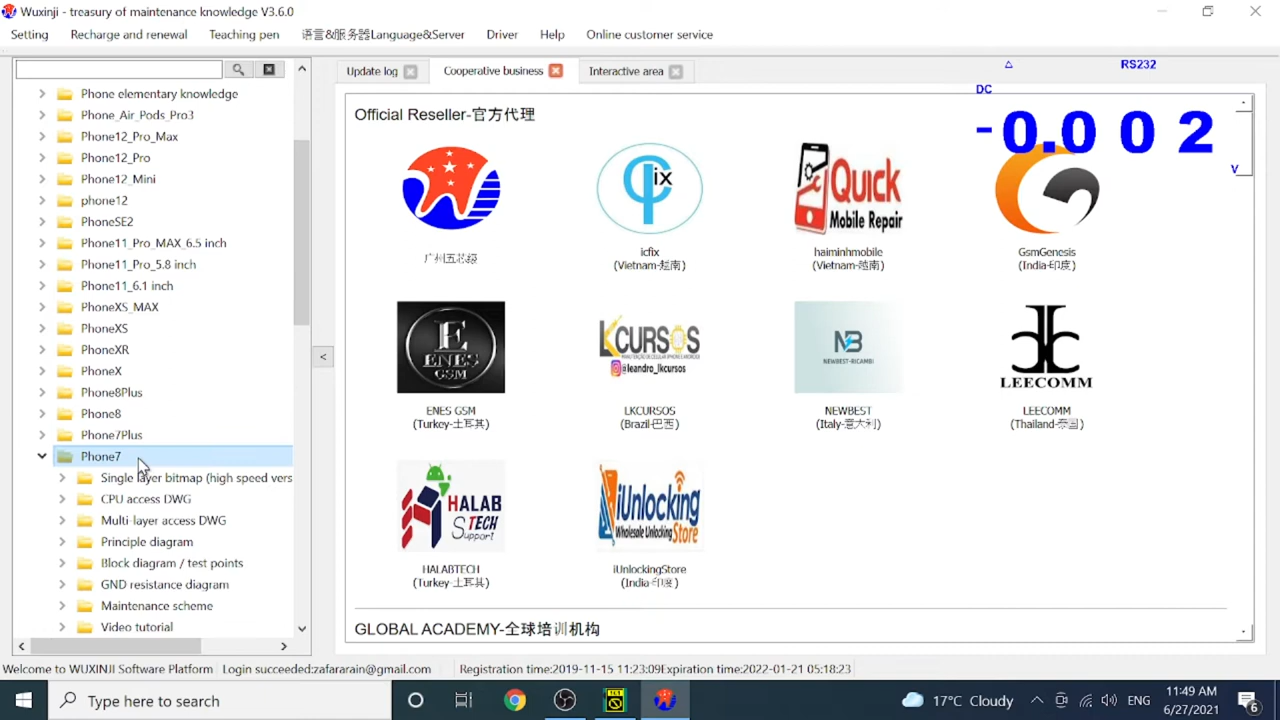 Wuxinji - treasury of maintenance knowledge V3.6.0
Setting Recharge and renewal Teaching pen 语言&服务器Language&Server Driver Help Online customer service
Update log Cooperative business Interactive area
RS232
DC
-0.002
V
Phone elementary knowledge
Phone_Air_Pods_Pro3
Phone12_Pro_Max
Phone12_Pro
Phone12_Mini
phone12
PhoneSE2
Phone11_Pro_MAX_6.5 inch
Phone11_Pro_5.8 inch
Phone11_6.1 inch
PhoneXS_MAX
PhoneXS
PhoneXR
PhoneX
Phone8Plus
Phone8
Phone7Plus
Phone7
Single layer bitmap (high speed vers
CPU access DWG
Multi-layer access DWG
Principle diagram
Block diagram / test points
GND resistance diagram
Maintenance scheme
Video tutorial
<
Official Reseller-官方代理
ix
Quick
Mobile Repair
广州五芯级
icfix
(Vietnam-越南)
haiminhmobile
(Vietnam-越南)
GsmGenesis
(India-印度)
E
ENES
GSM
KCURSOS
@leandro_lkcursos
NB
NEWBEST-RICAMBI
LEECOMM
ENES GSM
(Turkey-土耳其)
LKCURSOS
(Brazil-巴西)
NEWBEST
(Italy-意大利)
LEECOMM
(Thailand-泰国)
HALAB
TECH
Support
iUnlocking
Wholesale Unlocking
Store
HALABTECH
(Turkey-土耳其)
iUnlockingStore
(India-印度)
GLOBAL ACADEMY-全球培训机构
Welcome to WUXINJI Software Platform Login succeeded:zafararain@gmail.com Registration time:2019-11-15 11:23:09Expiration time:2022-01-21 05:18:23
Type here to search
17°C Cloudy
ENG
11:49 AM
6/27/2021
6